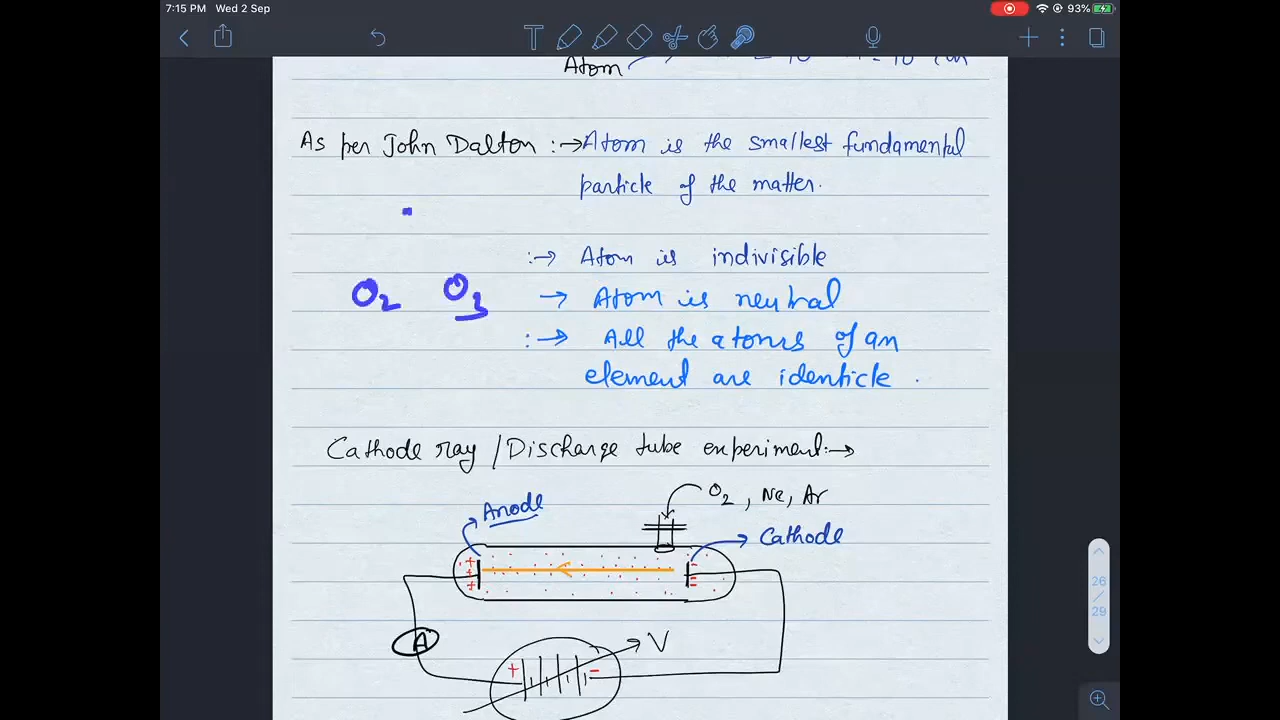 7:15 PM Wed 2 Sep
93%
Atom
As per John Dalton :→ Atom is the smallest fundamental
particle of the matter.
:→ Atom is indivisible
O2 O3 → Atom is neutral
:→ All the atoms of an
element are identicle .
Cathode ray / Discharge tube experiment:→
O2 , Ne, Ar
Anode
Cathode
+ + +
A
V
+ -
26
/
29